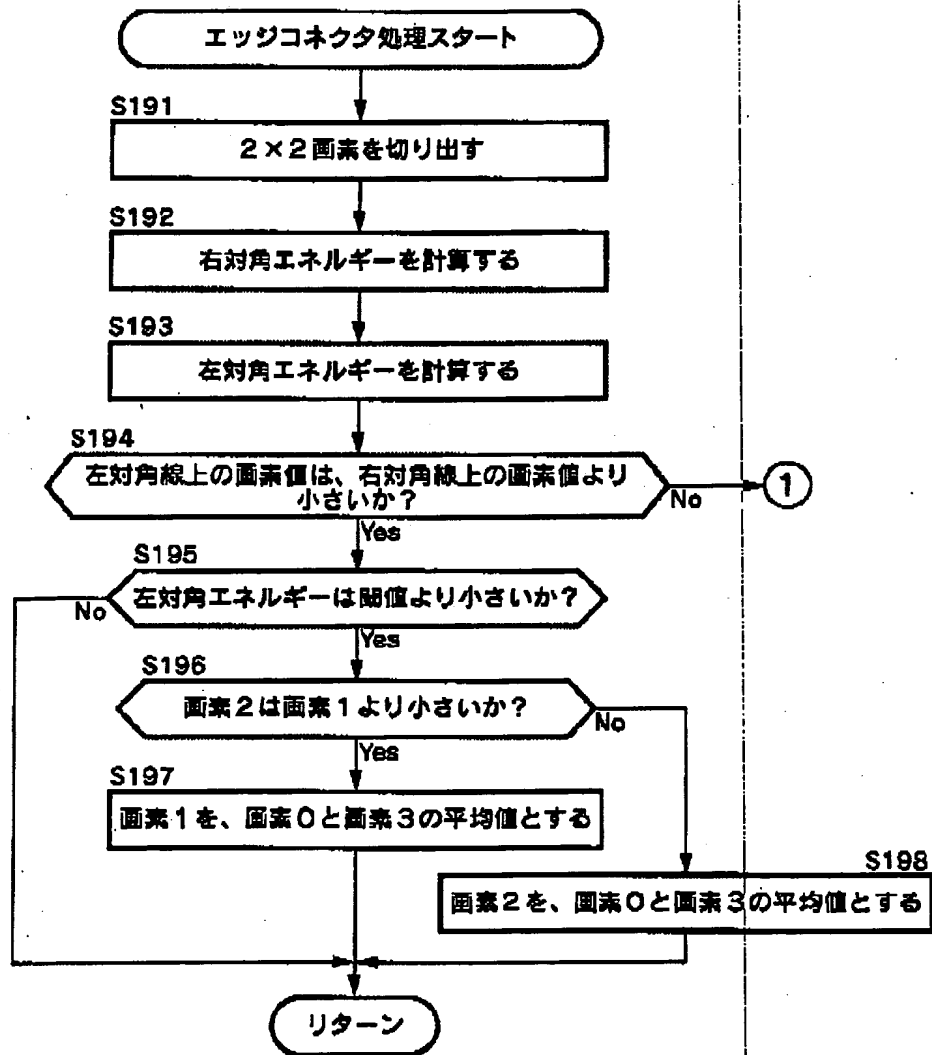 エッジコネクタ処理スタート
S191
2×2画素を切り出す
S192
右対角エネルギーを計算する
S193
左対角エネルギーを計算する
S194
左対角線上の画素値は、右対角線上の画素値より
小さいか?
No
1
Yes
S195
左対角エネルギーは閾値より小さいか?
No
Yes
S196
画素2は画素1より小さいか?
No
Yes
S197
画素1を、画素0と画素3の平均値とする
S198
画素2を、画素0と画素3の平均値とする
リターン